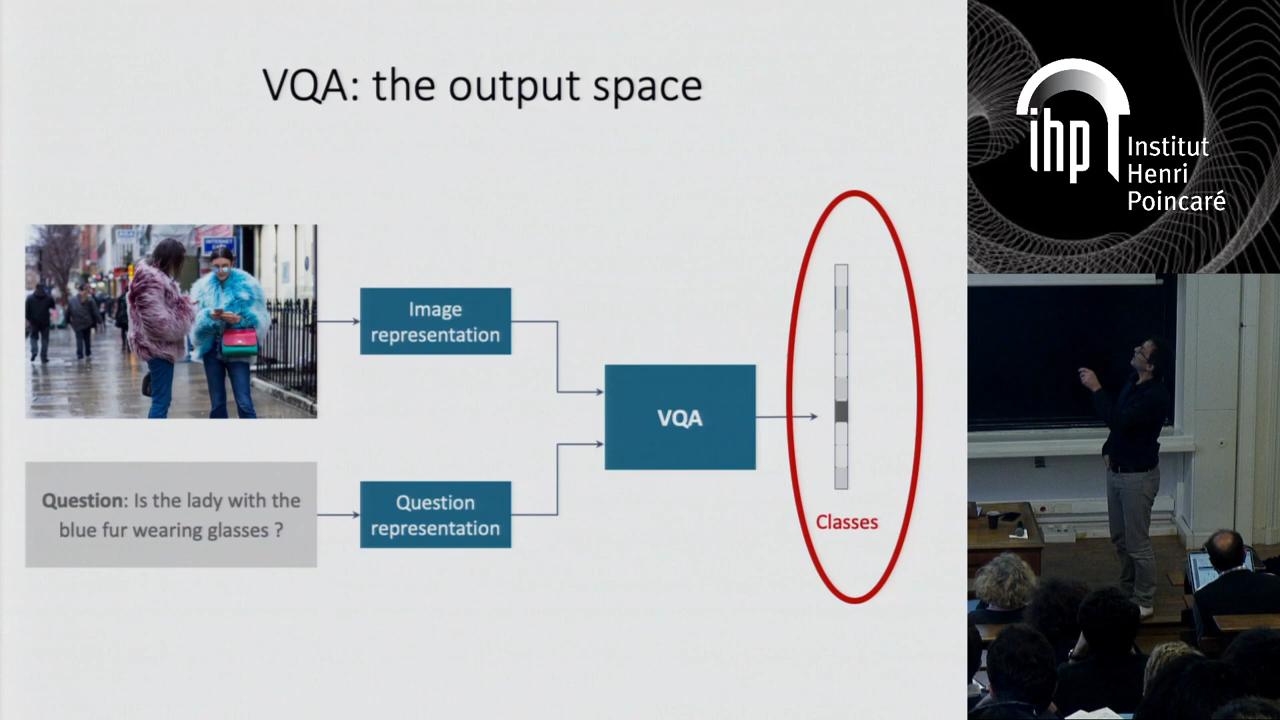 VQA: the output space
Image
representation
Question: Is the lady with the
blue fur wearing glasses ?
Question
representation
VQA
Classes
ihp
Institut
Henri
Poincaré